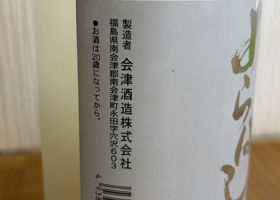 製造者 会津酒造株式会社
福島県南会津郡南会津町永田字穴沢603
●お酒は20歳になってから。